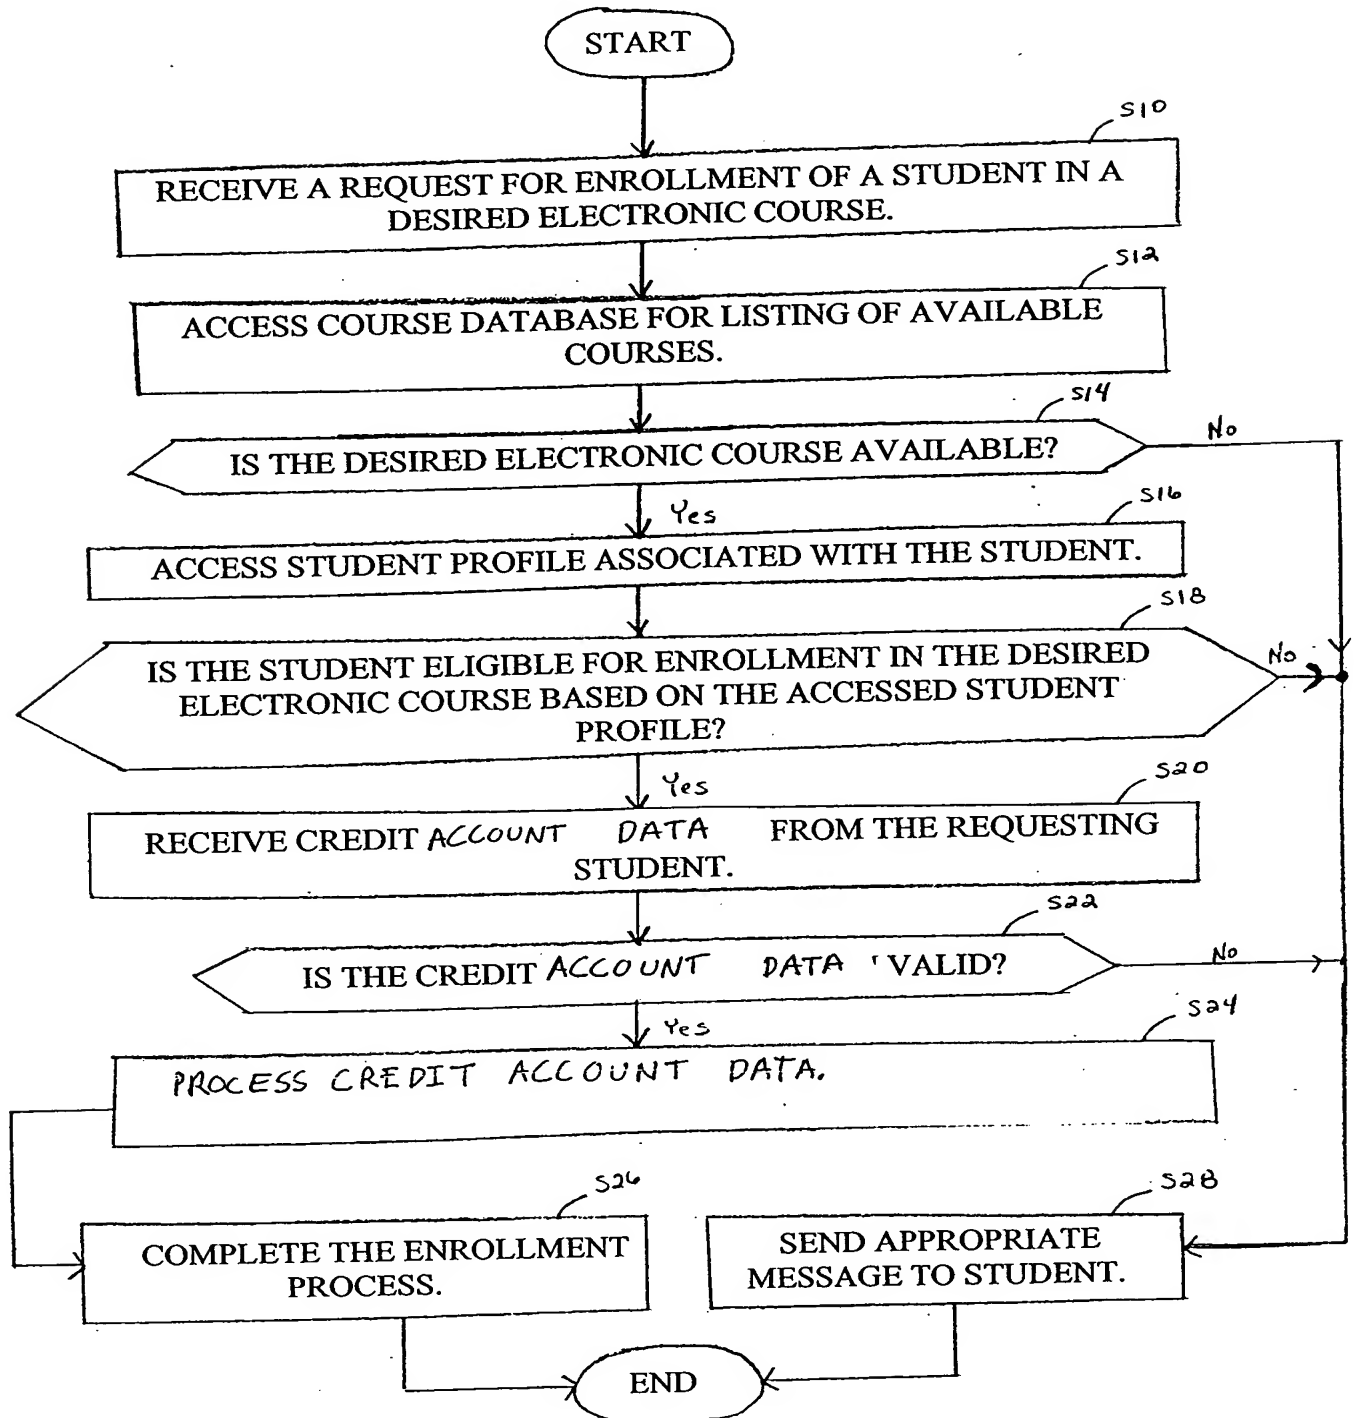 START
S10
RECEIVE A REQUEST FOR ENROLLMENT OF A STUDENT IN A
DESIRED ELECTRONIC COURSE.
S12
ACCESS COURSE DATABASE FOR LISTING OF AVAILABLE
COURSES.
S14
IS THE DESIRED ELECTRONIC COURSE AVAILABLE?
No
Yes
S16
ACCESS STUDENT PROFILE ASSOCIATED WITH THE STUDENT.
S18
IS THE STUDENT ELIGIBLE FOR ENROLLMENT IN THE DESIRED
ELECTRONIC COURSE BASED ON THE ACCESSED STUDENT
PROFILE?
No
Yes
S20
RECEIVE CREDIT ACCOUNT DATA FROM THE REQUESTING
STUDENT.
S22
IS THE CREDIT ACCOUNT DATA VALID?
No
Yes
S24
PROCESS CREDIT ACCOUNT DATA.
S26
COMPLETE THE ENROLLMENT
PROCESS.
S28
SEND APPROPRIATE
MESSAGE TO STUDENT.
END